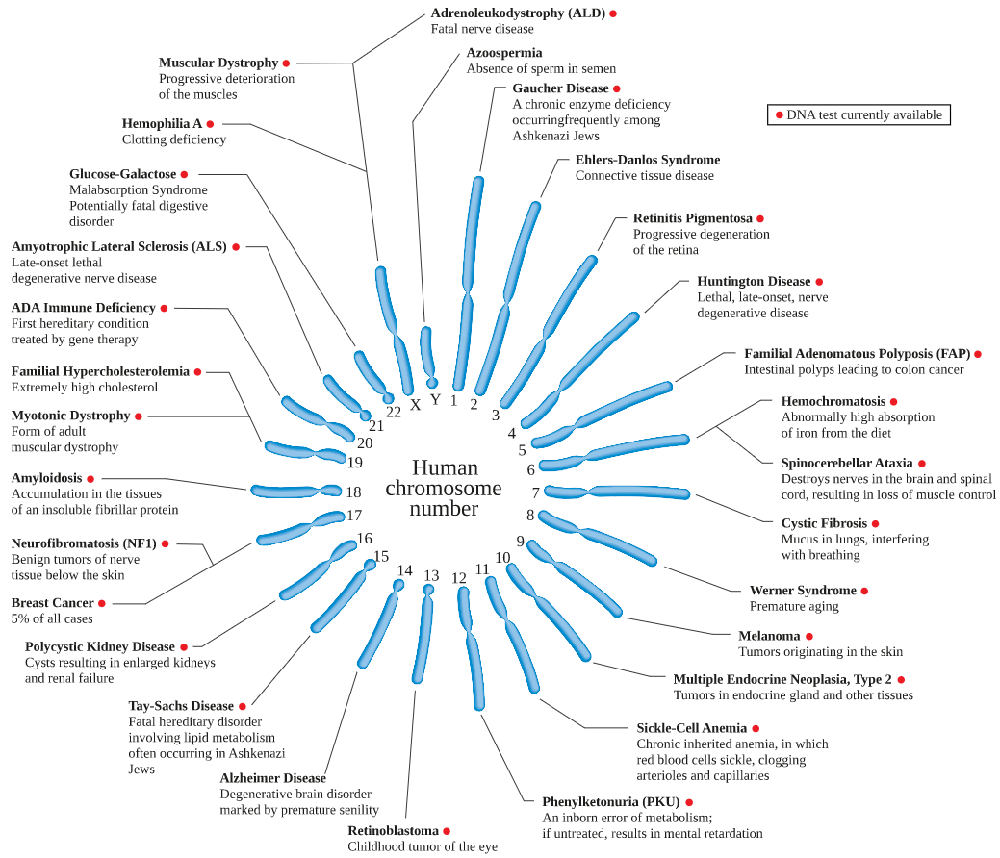 Adrenoleukodystrophy (ALD)
Fatal nerve disease
Azoospermia
Absence of sperm in semen
Gaucher Disease
A chronic enzyme deficiency
occurringfrequently among
Ashkenazi Jews
DNA test currently available
Ehlers-Danlos Syndrome
Connective tissue disease
Retinitis Pigmentosa
Progressive degeneration
of the retina
Huntington Disease
Lethal, late-onset, nerve
degenerative disease
Familial Adenomatous Polyposis (FAP)
Intestinal polyps leading to colon cancer
Hemochromatosis
Abnormally high absorption
of iron from the diet
Spinocerebellar Ataxia
Destroys nerves in the brain and spinal
cord, resulting in loss of muscle control
Cystic Fibrosis
Mucus in lungs, interfering
with breathing
Werner Syndrome
Premature aging
Melanoma
Tumors originating in the skin
Multiple Endocrine Neoplasia, Type 2
Tumors in endocrine gland and other tissues
Sickle-Cell Anemia
Chronic inherited anemia, in which
red blood cells sickle, clogging
arterioles and capillaries
Phenylketonuria (PKU)
An inborn error of metabolism;
if untreated, results in mental retardation
Retinoblastoma
Childhood tumor of the eye
Alzheimer Disease
Degenerative brain disorder
marked by premature senility
Tay-Sachs Disease
Fatal hereditary disorder
involving lipid metabolism
often occurring in Ashkenazi
Jews
Polycystic Kidney Disease
Cysts resulting in enlarged kidneys
and renal failure
Breast Cancer
5% of all cases
Neurofibromatosis (NF1)
Benign tumors of nerve
tissue below the skin
Amyloidosis
Accumulation in the tissues
of an insoluble fibrillar protein
Myotonic Dystrophy
Form of adult
muscular dystrophy
Familial Hypercholesterolemia
Extremely high cholesterol
ADA Immune Deficiency
First hereditary condition
treated by gene therapy
Amyotrophic Lateral Sclerosis (ALS)
Late-onset lethal
degenerative nerve disease
Glucose-Galactose
Malabsorption Syndrome
Potentially fatal digestive
disorder
Hemophilia A
Clotting deficiency
Muscular Dystrophy
Progressive deterioration
of the muscles
Human
chromosome
number
1
2
3
4
5
6
7
8
9
10
11
12
13
14
15
16
17
18
19
20
21
22
X
Y